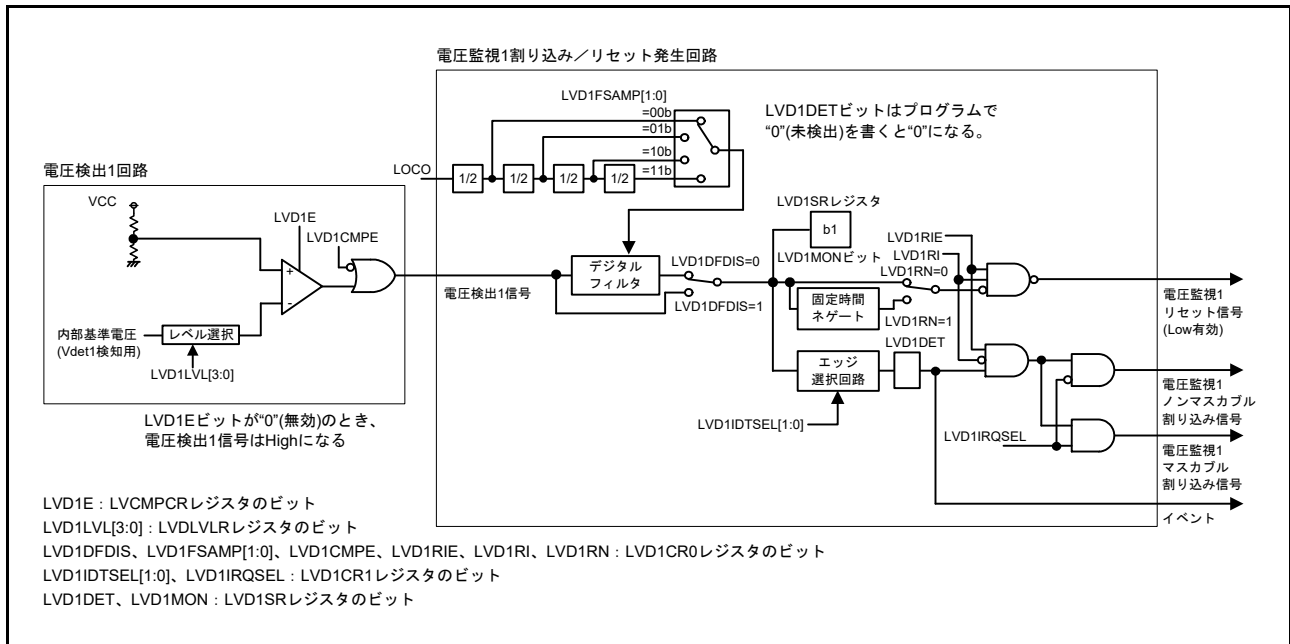 電圧監視1割り込み／リセット発生回路
LVD1FSAMP[1:0]
=00b
=01b
=10b
=11b
LOCO
1/2
1/2
1/2
1/2
LVD1DETビットはプログラムで
“0”(未検出)を書くと“0”になる。
電圧検出1回路
VCC
LVD1E
LVD1CMPE
+
-
内部基準電圧
(Vdet1検知用)
レベル選択
LVD1LVL[3:0]
LVD1Eビットが“0”(無効)のとき、
電圧検出1信号はHighになる
電圧検出1信号
デジタル
フィルタ
LVD1DFDIS=0
LVD1DFDIS=1
LVD1SRレジスタ
b1
LVD1MONビット
LVD1RIE
LVD1RI
LVD1RN=0
固定時間
ネゲート
LVD1RN=1
LVD1DET
エッジ
選択回路
LVD1IDTSEL[1:0]
LVD1IRQSEL
電圧監視1
リセット信号
(Low有効)
電圧監視1
ノンマスカブル
割り込み信号
電圧監視1
マスカブル
割り込み信号
イベント
LVD1E：LVCMPCRレジスタのビット
LVD1LVL[3:0]：LVDLVLRレジスタのビット
LVD1DFDIS、LVD1FSAMP[1:0]、LVD1CMPE、LVD1RIE、LVD1RI、LVD1RN：LVD1CR0レジスタのビット
LVD1IDTSEL[1:0]、LVD1IRQSEL：LVD1CR1レジスタのビット
LVD1DET、LVD1MON：LVD1SRレジスタのビット